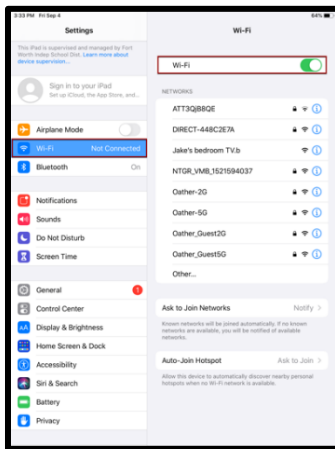 3:33 PM Fri Sep 4
64%
Settings
This iPad is supervised and managed by Fort
Worth Indep School Dist. Learn more about
device supervision...
Sign in to your iPad
Set up iCloud, the App Store, and...
Airplane Mode
Wi-Fi Not Connected
Bluetooth On
Notifications
Sounds
Do Not Disturb
Screen Time
General 1
Control Center
AA Display & Brightness
Home Screen & Dock
Accessibility
Siri & Search
Battery
Privacy
Wi-Fi
Wi-Fi
NETWORKS
ATT3QjB8QE
DIRECT-448C2E7A
Jake's bedroom TV.b
NTGR_VMB_1521594037
Oather-2G
Oather-5G
Oather_Guest2G
Oather_Guest5G
Other...
Ask to Join Networks Notify
Known networks will be joined automatically. If no known
networks are available, you will be notified of available
networks.
Auto-Join Hotspot Ask to Join
Allow this device to automatically discover nearby personal
hotspots when no Wi-Fi network is available.